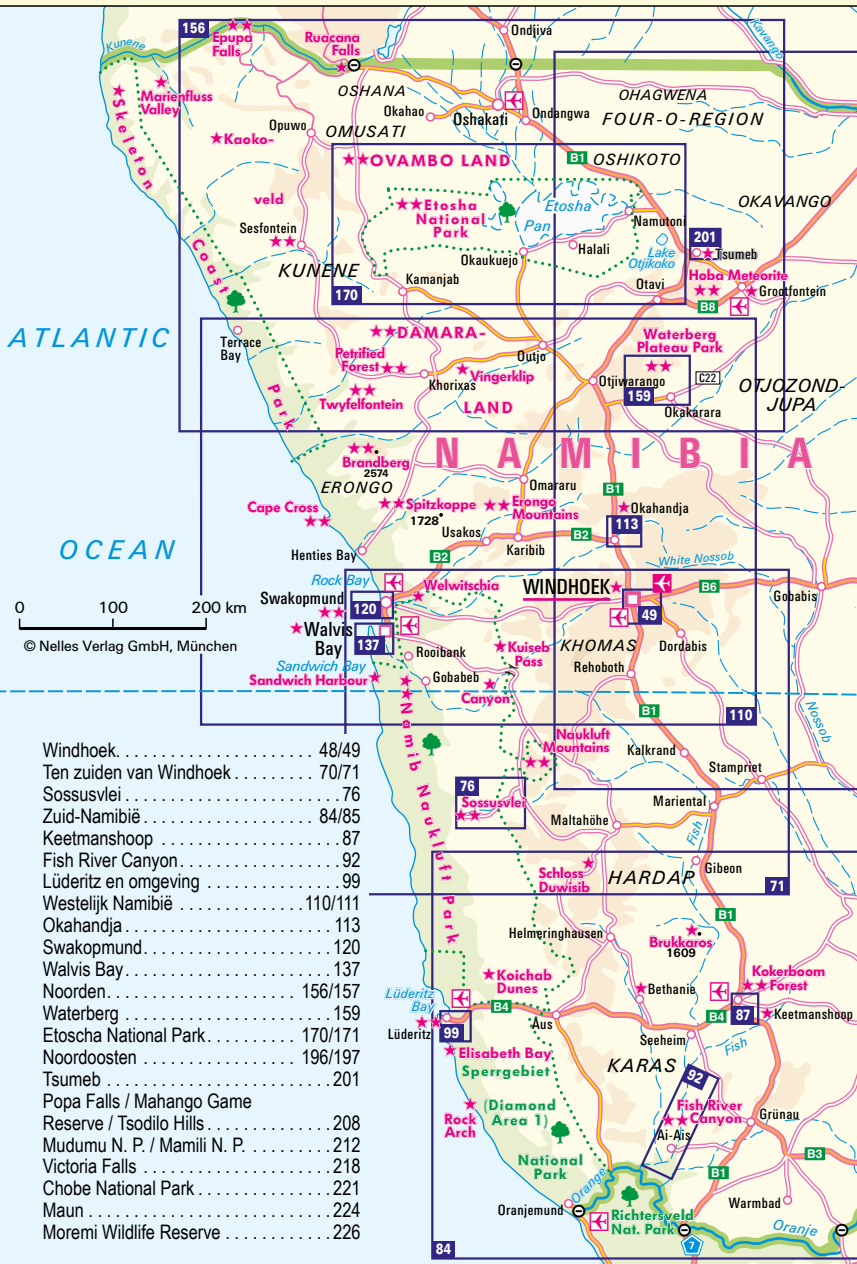 156
Epupa
Falls
Ruacana
Falls
Ondjiva
Kunene
Kavango
Marienfluss
Valley
OSHANA
Okahao
Oshakati
Ondangwa
OHAGWENA
FOUR-O-REGION
Skeleton
Coast
Park
Kaoko-
veld
Opuwo
OMUSATI
OVAMBO LAND
B1
OSHIKOTO
OKAVANGO
Etosha
National
Park
Etosha
Pan
Namutoni
Sesfontein
KUNENE
Okaukuejo
Halali
Lake
Otjikoko
201
Tsumeb
Hoba Meteorite
Grootfontein
170
Kamanjab
Otavi
B8
ATLANTIC
OCEAN
Terrace
Bay
DAMARA-
LAND
Petrified
Forest
Khorixas
Vingerklip
Outjo
Waterberg
Plateau Park
Otjiwarango
C22
159
Okakarara
OTJOZOND-
JUPA
Twyfelfontein
NAMIBIA
Brandberg
2574
ERONGO
Omaruru
B1
Cape Cross
Spitzkoppe
1728
Erongo
Mountains
Okahandja
113
Usakos
Karibib
B2
B2
Henties Bay
White Nossob
Rock Bay
Swakopmund
Welwitschia
WINDHOEK
B6
Gobabis
120
49
0 100 200 km
© Nelles Verlag GmbH, München
Walvis
Bay
137
Rooibank
Kuiseb
Pass
KHOMAS
Dordabis
Rehoboth
Sandwich Bay
Sandwich Harbour
Gobabeb
Canyon
110
B1
Nossob
Namib Naukluft Park
Naukluft
Mountains
Kalkrand
Stampriet
76
Sossusvlei
Mariental
Maltahöhe
Fish
Schloss
Duwisib
HARDAP
Gibeon
71
B1
Helmeringhausen
Brukkaros
1609
Koichab
Dunes
Bethanie
Kokerboom
Forest
Lüderitz
Bay
B4
Lüderitz
99
Aus
B4
87
Keetmanshoop
Seeheim
Fish
Elisabeth Bay
Sperrgebiet
KARAS
92
Rock
Arch
(Diamond
Area 1)
Fish River
Canyon
Ai-Ais
Grünau
National
Park
B3
B1
Orange
Oranjemund
Warmbad
Richtersveld
Nat. Park
Oranje
7
84
Windhoek. . . . . . . . . . . . . . . . . . . 48/49
Ten zuiden van Windhoek . . . . . . . . 70/71
Sossusvlei . . . . . . . . . . . . . . . . . . . . . 76
Zuid-Namibië . . . . . . . . . . . . . . . . . 84/85
Keetmanshoop . . . . . . . . . . . . . . . . . . 87
Fish River Canyon . . . . . . . . . . . . . . . . 92
Lüderitz en omgeving . . . . . . . . . . . . . 99
Westelijk Namibië . . . . . . . . . . . . 110/111
Okahandja . . . . . . . . . . . . . . . . . . . . 113
Swakopmund. . . . . . . . . . . . . . . . . . 120
Walvis Bay. . . . . . . . . . . . . . . . . . . . 137
Noorden. . . . . . . . . . . . . . . . . . . 156/157
Waterberg . . . . . . . . . . . . . . . . . . . . 159
Etoscha National Park. . . . . . . . . 170/171
Noordoosten . . . . . . . . . . . . . . . 196/197
Tsumeb . . . . . . . . . . . . . . . . . . . . . . 201
Popa Falls / Mahango Game
Reserve / Tsodilo Hills . . . . . . . . . . . . 208
Mudumu N. P. / Mamili N. P. . . . . . . . . 212
Victoria Falls . . . . . . . . . . . . . . . . . . . 218
Chobe National Park . . . . . . . . . . . . . 221
Maun . . . . . . . . . . . . . . . . . . . . . . . . 224
Moremi Wildlife Reserve . . . . . . . . . . 226